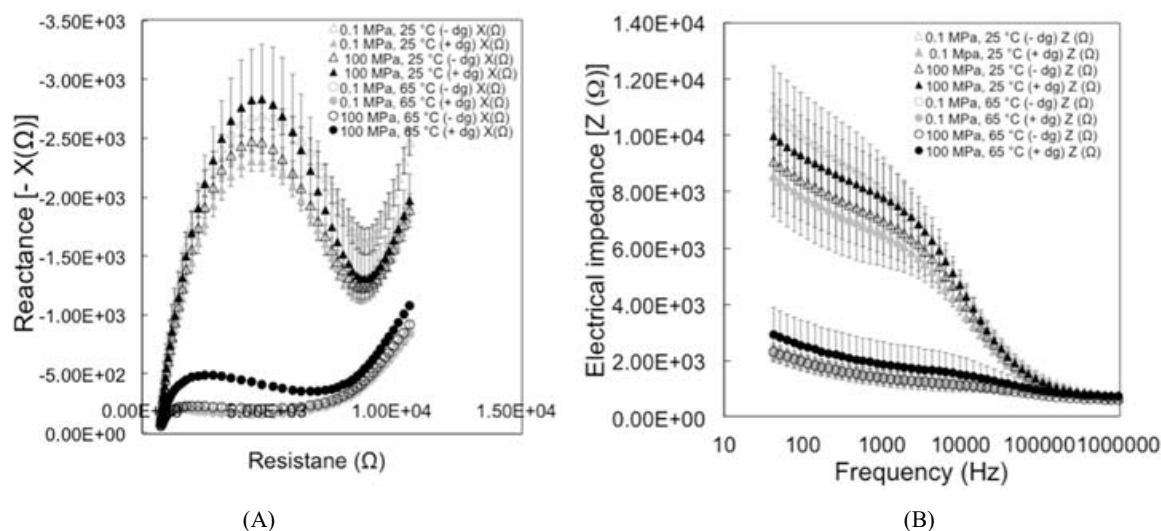 -3.50E+03
-3.00E+03
-2.50E+03
-2.00E+03
-1.50E+03
-1.00E+03
-5.00E+02
0.00E+00
Reactance [- X(Ω)]
0.1 MPa, 25 °C (- dg) X(Ω)
0.1 MPa, 25 °C (+ dg) X(Ω)
100 MPa, 25 °C (- dg) X(Ω)
100 MPa, 25 °C (+ dg) X(Ω)
0.1 MPa, 65 °C (- dg) X(Ω)
0.1 MPa, 65 °C (+ dg) X(Ω)
100 MPa, 65 °C (- dg) X(Ω)
100 MPa, 65 °C (+ dg) X(Ω)
5.00E+03 1.00E+04 1.50E+04
Resistane (Ω)
(A)
1.40E+04
1.20E+04
1.00E+04
8.00E+03
6.00E+03
4.00E+03
2.00E+03
0.00E+00
Electrical impedance [Z (Ω)]
0.1 MPa, 25 °C (- dg) Z (Ω)
0.1 Mpa, 25 °C (+ dg) Z (Ω)
100 MPa, 25 °C (- dg) Z (Ω)
100 MPa, 25 °C (+ dg) Z (Ω)
0.1 MPa, 65 °C (- dg) Z (Ω)
0.1 MPa, 65 °C (+ dg) Z (Ω)
100 MPa, 65 °C (- dg) Z (Ω)
100 MPa, 65 °C (+ dg) Z (Ω)
10 100 1000 10000 100000 1000000
Frequency (Hz)
(B)